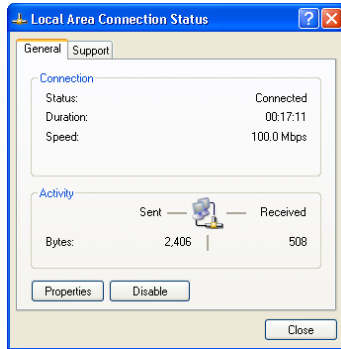 Local Area Connection Status
General Support
Connection
Status: Connected
Duration: 00:17:11
Speed: 100.0 Mbps
Activity
Sent Received
Bytes: 2,406 508
Properties Disable
Close